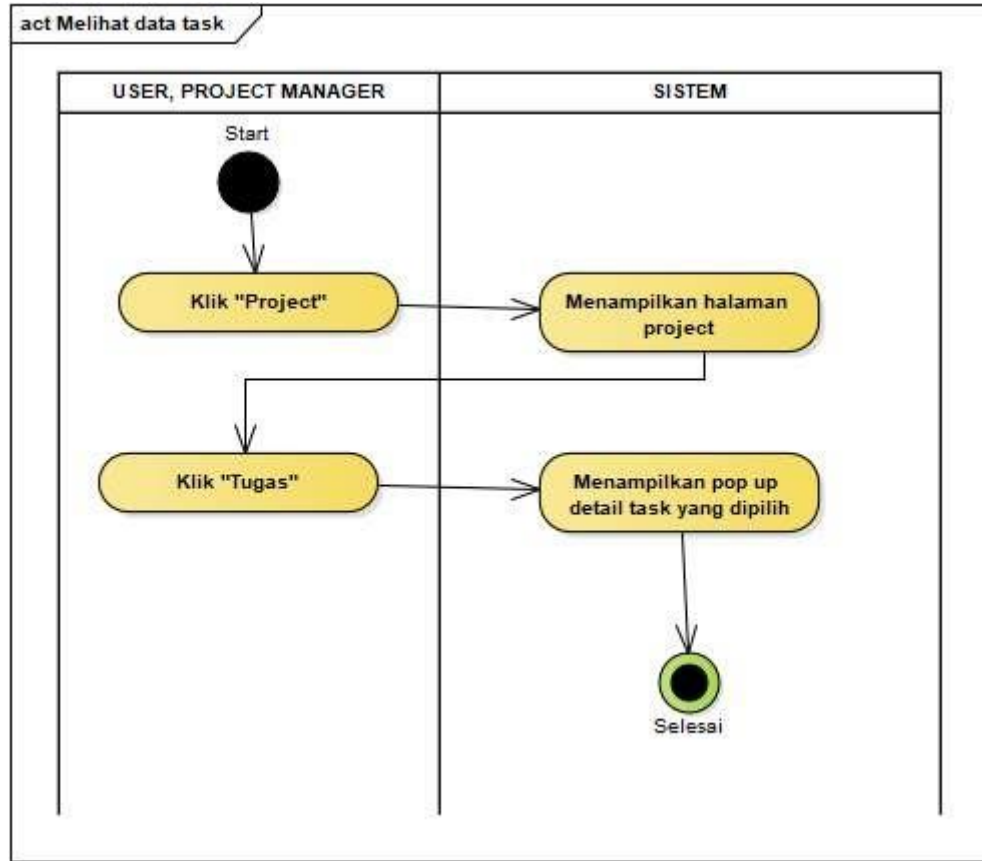 act Melihat data task
USER, PROJECT MANAGER
SISTEM
Start
Klik "Project"
Menampilkan halaman
project
Klik "Tugas"
Menampilkan pop up
detail task yang dipilih
Selesai